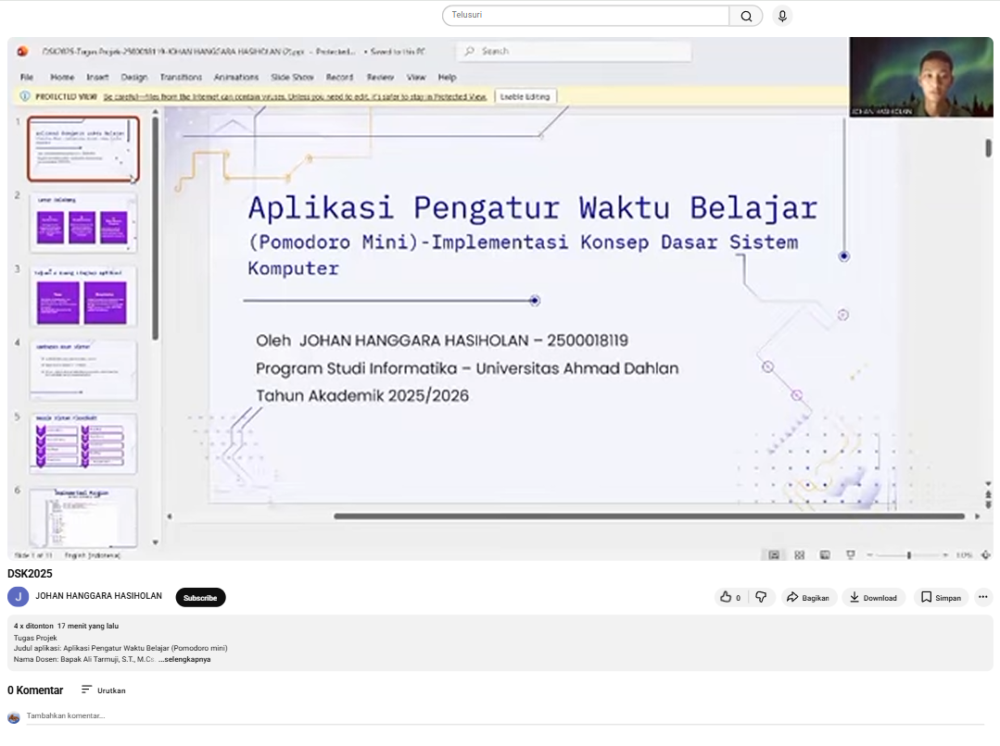 Telusuri
DSK2025-Tugas-Projek-2500018119-JOHAN HANGGARA HASIHOLAN (2).ppt - Protected... • Saved to this PC
Search
File Home Insert Design Transitions Animations Slide Show Record Review View Help
PROTECTED VIEW Be careful—files from the Internet can contain viruses. Unless you need to edit, it's safer to stay in Protected View. Enable Editing
JOHAN HASIHOLAN
1
2
Latar Belakang
3
4
5
6
Implementasi Program
Aplikasi Pengatur Waktu Belajar
(Pomodoro Mini)-Implementasi Konsep Dasar Sistem
Komputer
Oleh JOHAN HANGGARA HASIHOLAN – 2500018119
Program Studi Informatika – Universitas Ahmad Dahlan
Tahun Akademik 2025/2026
Slide 1 of 11 English (Indonesia)
DSK2025
J
JOHAN HANGGARA HASIHOLAN
Subscribe
0
Bagikan
Download
Simpan
4 x ditonton 17 menit yang lalu
Tugas Projek
Judul aplikasi: Aplikasi Pengatur Waktu Belajar (Pomodoro mini)
Nama Dosen: Bapak Ali Tarmuji, S.T., M.Cs. ...selengkapnya
0 Komentar
Urutkan
Tambahkan komentar...